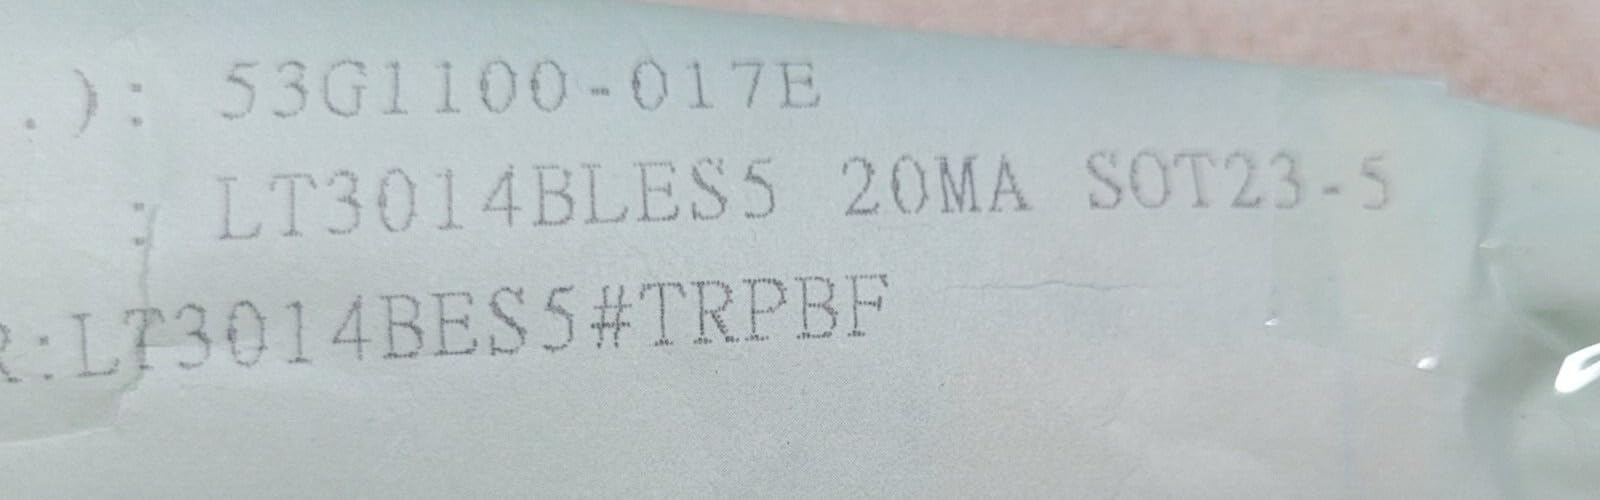 .): 53G1100-017E
: LT3014BLES5 20MA SOT23-5
R:LT3014BES5#TRPBF